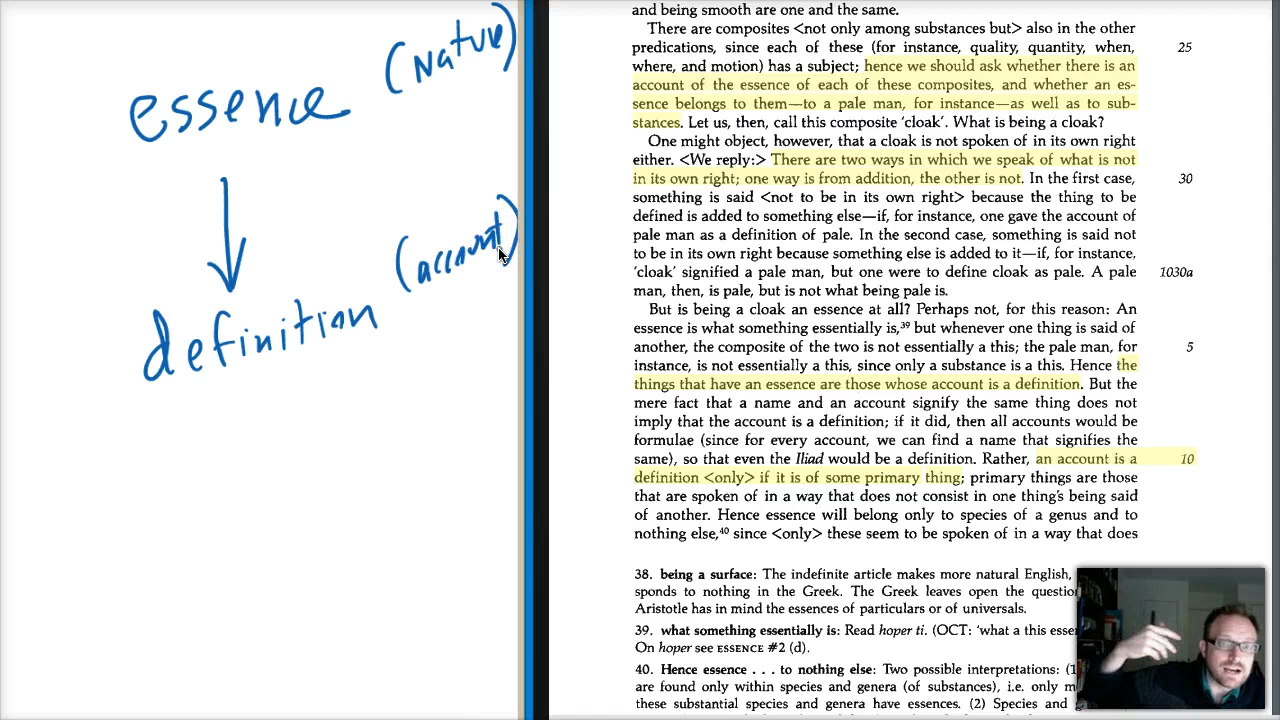 essence (Nature)
definition (account)
and being smooth are one and the same.
There are composites <not only among substances but> also in the other
predications, since each of these (for instance, quality, quantity, when, 25
where, and motion) has a subject; hence we should ask whether there is an
account of the essence of each of these composites, and whether an es-
sence belongs to them—to a pale man, for instance—as well as to sub-
stances. Let us, then, call this composite ‘cloak’. What is being a cloak?
One might object, however, that a cloak is not spoken of in its own right
either. <We reply:> There are two ways in which we speak of what is not
in its own right; one way is from addition, the other is not. In the first case, 30
something is said <not to be in its own right> because the thing to be
defined is added to something else—if, for instance, one gave the account of
pale man as a definition of pale. In the second case, something is said not
to be in its own right because something else is added to it—if, for instance,
‘cloak’ signified a pale man, but one were to define cloak as pale. A pale 1030a
man, then, is pale, but is not what being pale is.
But is being a cloak an essence at all? Perhaps not, for this reason: An
essence is what something essentially is,³⁹ but whenever one thing is said of
another, the composite of the two is not essentially a this; the pale man, for 5
instance, is not essentially a this, since only a substance is a this. Hence the
things that have an essence are those whose account is a definition. But the
mere fact that a name and an account signify the same thing does not
imply that the account is a definition; if it did, then all accounts would be
formulae (since for every account, we can find a name that signifies the
same), so that even the Iliad would be a definition. Rather, an account is a 10
definition <only> if it is of some primary thing; primary things are those
that are spoken of in a way that does not consist in one thing's being said
of another. Hence essence will belong only to species of a genus and to
nothing else,⁴⁰ since <only> these seem to be spoken of in a way that does
38. being a surface: The indefinite article makes more natural English,
sponds to nothing in the Greek. The Greek leaves open the
Aristotle has in mind the essences of particulars or of universals.
39. what something essentially is: Read hoper ti. (OCT: ‘what a this
On hoper see ESSENCE #2 (d).
40. Hence essence . . . to nothing else: Two possible interpretations:
are found only within species and genera (of substances), i.e. only
these substantial species and genera have essences. (2) Species and